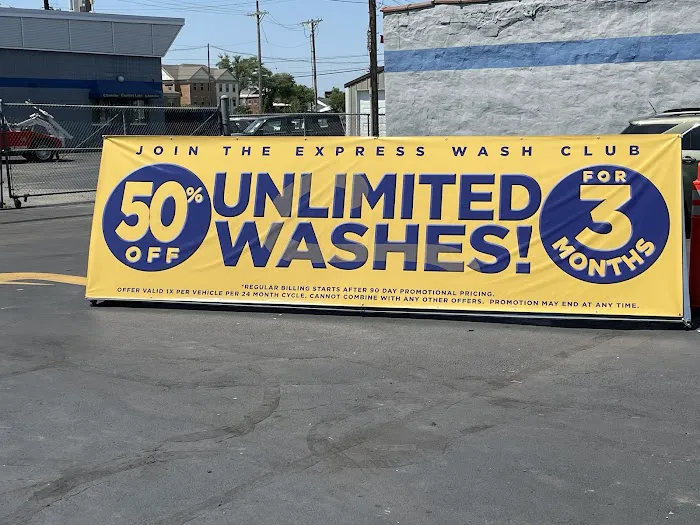 JOIN THE EXPRESS WASH CLUB
50% OFF
UNLIMITED
WASHES!
FOR
3
MONTHS
*REGULAR BILLING STARTS AFTER 90 DAY PROMOTIONAL PRICING.
OFFER VALID 1X PER VEHICLE PER 24 MONTH CYCLE. CANNOT COMBINE WITH ANY OTHER OFFERS. PROMOTION MAY END AT ANY TIME.